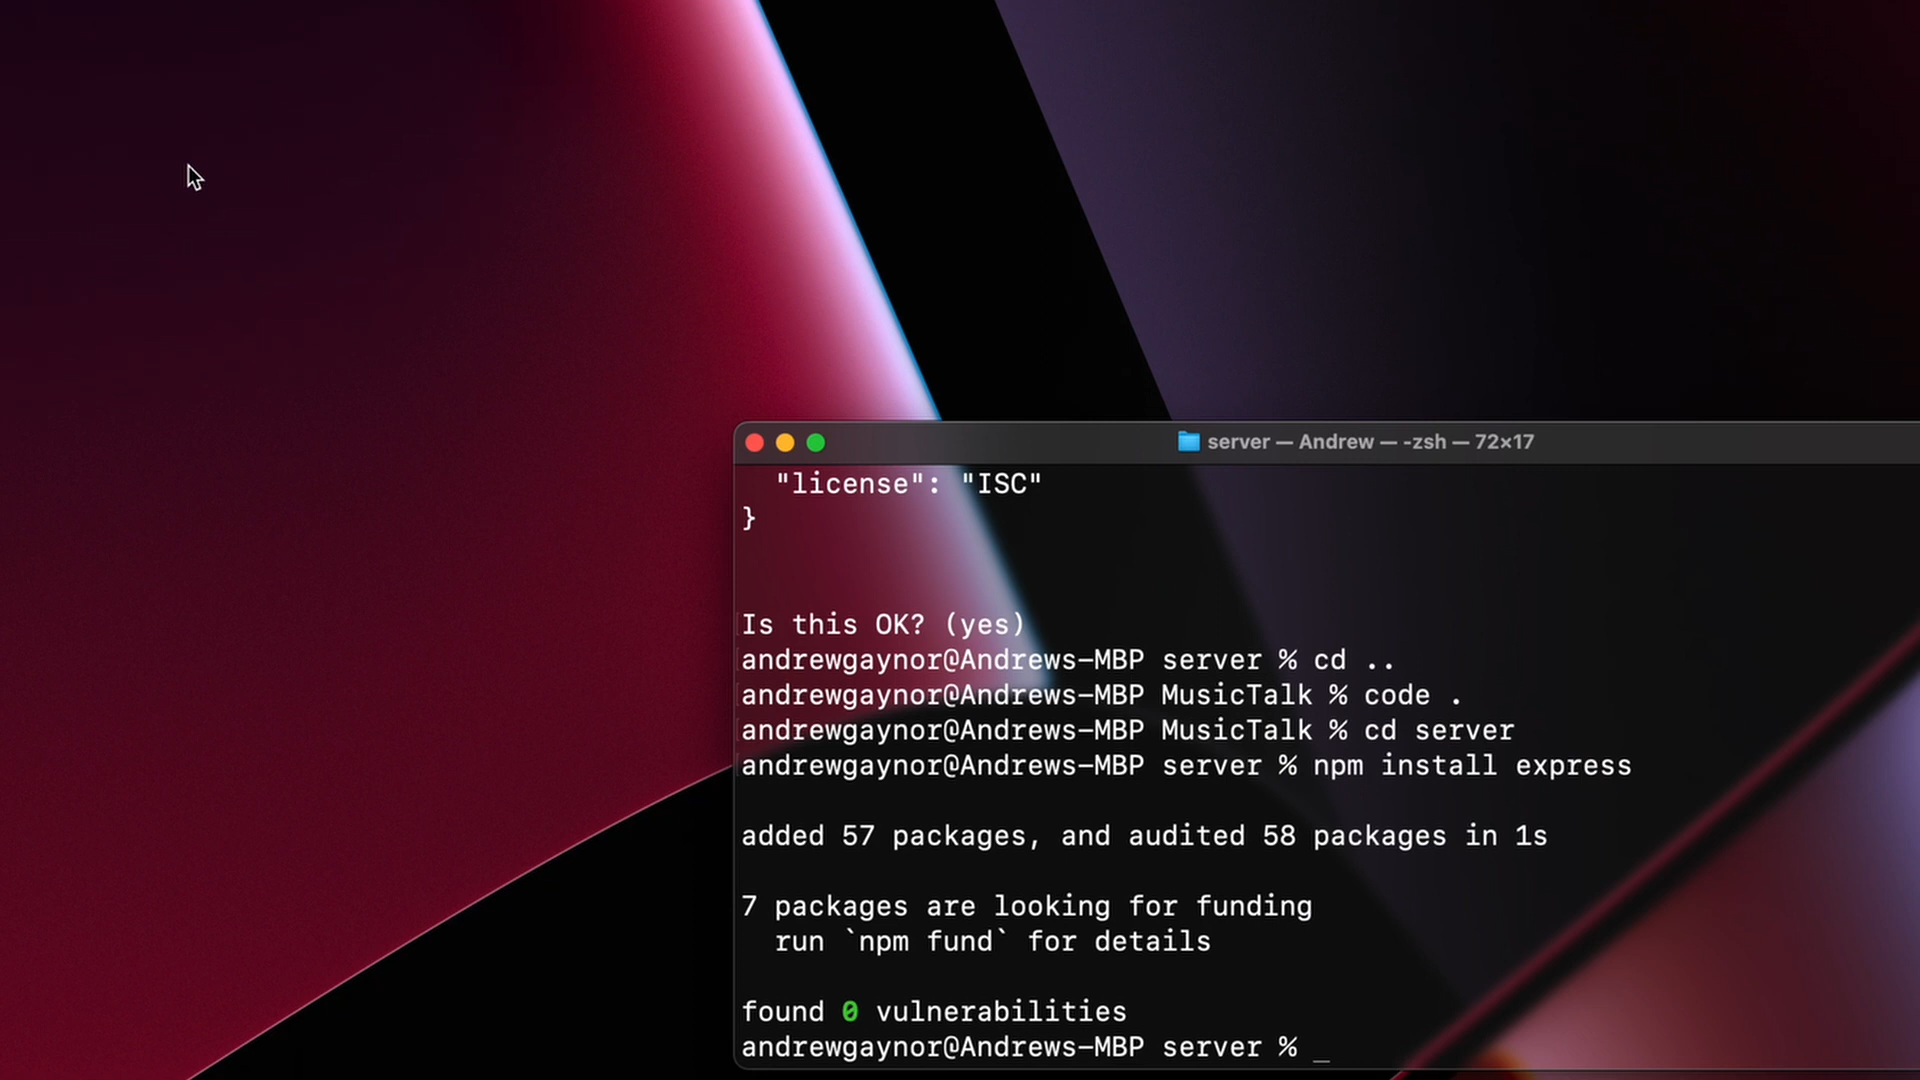 server — Andrew — -zsh — 72×17
"license": "ISC"
}
Is this OK? (yes)
andrewgaynor@Andrews-MBP server % cd ..
andrewgaynor@Andrews-MBP MusicTalk % code .
andrewgaynor@Andrews-MBP MusicTalk % cd server
andrewgaynor@Andrews-MBP server % npm install express
added 57 packages, and audited 58 packages in 1s
7 packages are looking for funding
run `npm fund` for details
found 0 vulnerabilities
andrewgaynor@Andrews-MBP server % _